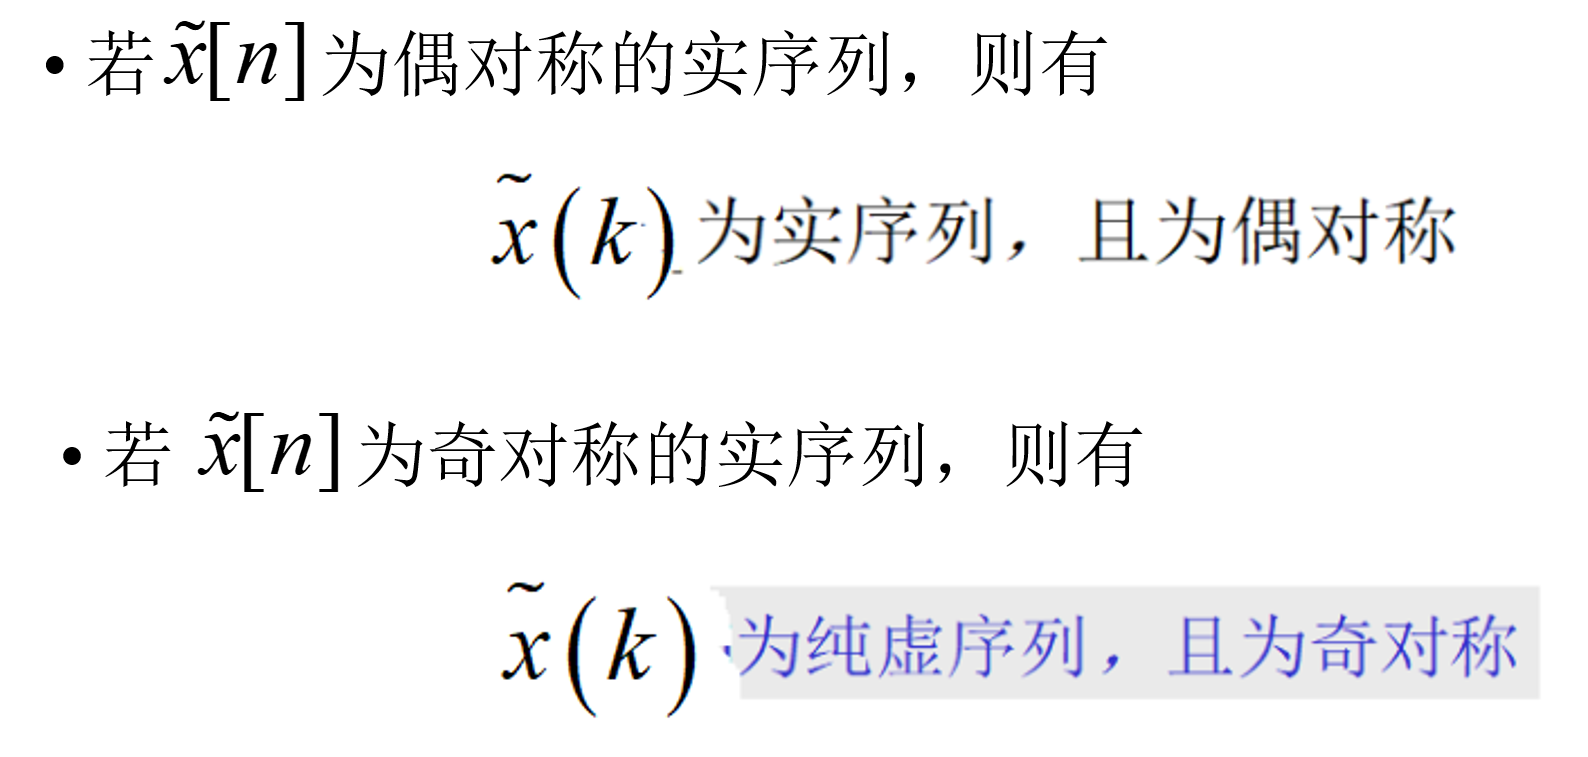 • 若 x̃[n] 为偶对称的实序列，则有
x̃(k) 为实序列，且为偶对称
• 若 x̃[n] 为奇对称的实序列，则有
x̃(k) 为纯虚序列，且为奇对称